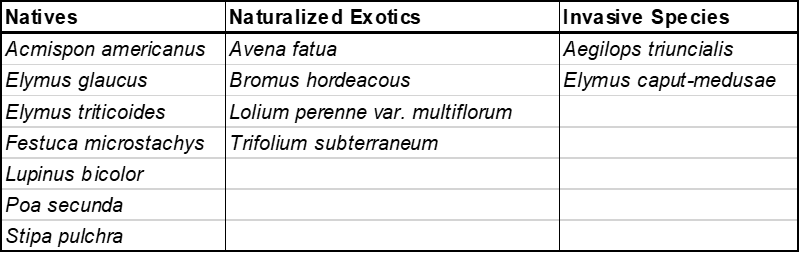 Natives Naturalized Exotics Invasive Species
Acmispon americanus Avena fatua Aegilops triuncialis
Elymus glaucus Bromus hordeacous Elymus caput-medusae
Elymus triticoides Lolium perenne var. multiflorum
Festuca microstachys Trifolium subterraneum
Lupinus bicolor
Poa secunda
Stipa pulchra